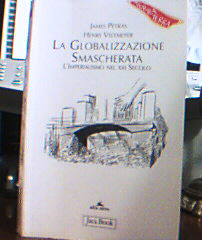 JAMES PETRAS
HENRY VELTMEYER
LA GLOBALIZZAZIONE
SMASCHERATA
L'IMPERIALISMO NEL XXI SECOLO
Jaca Book